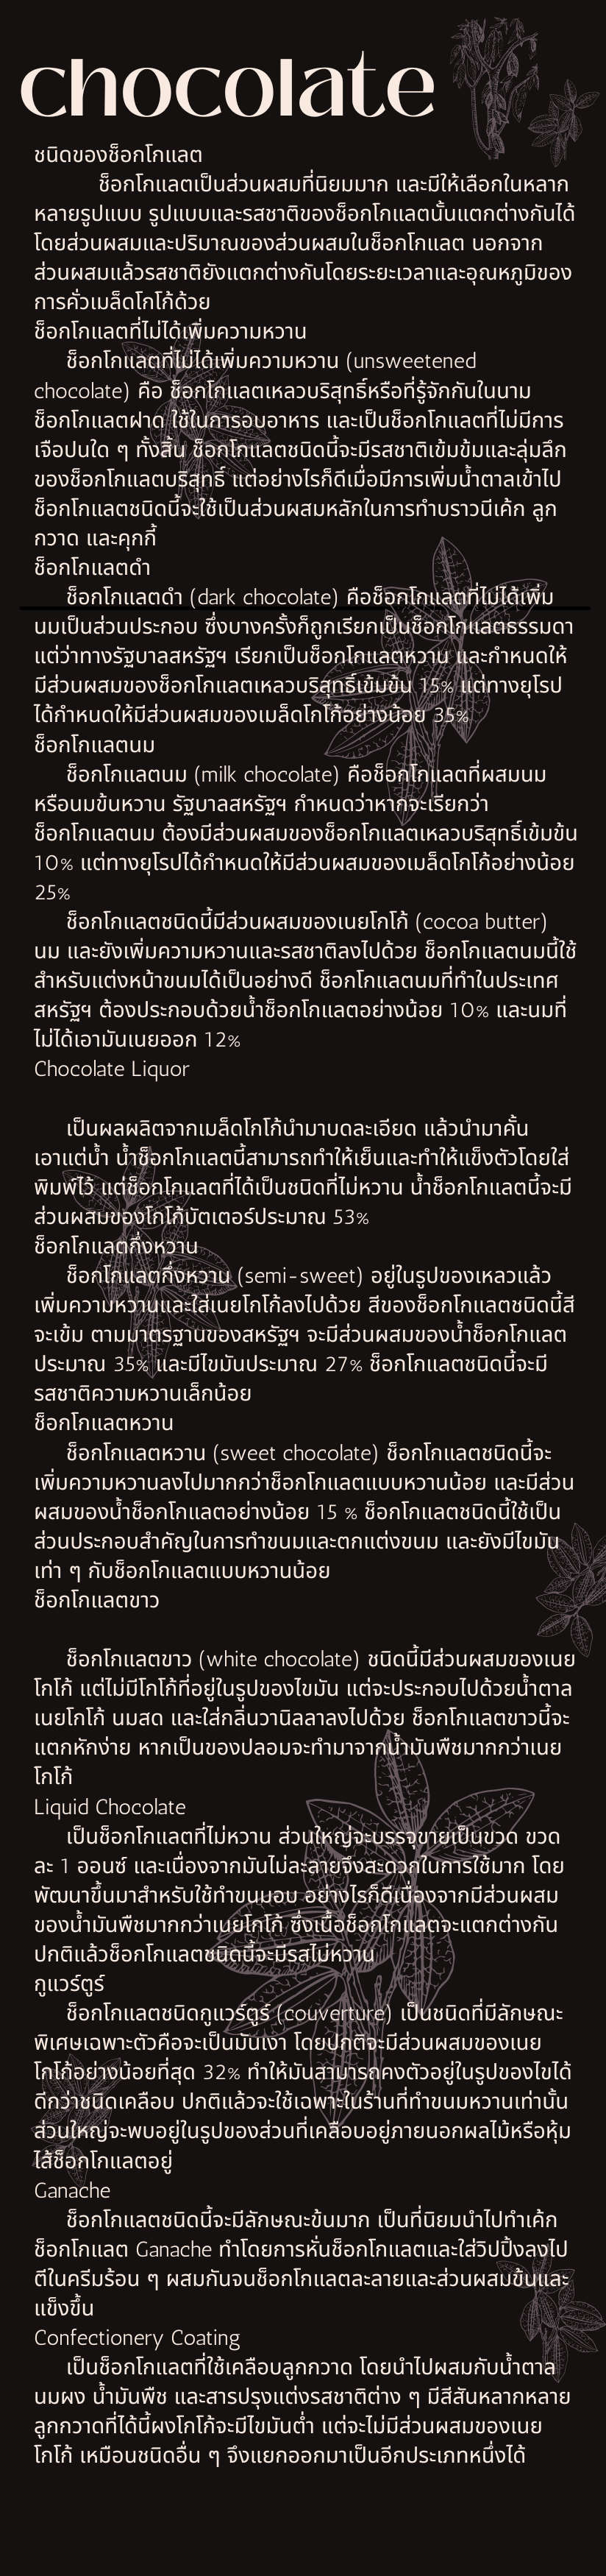 chocolate
ชนิดของช็อกโกแลต
ช็อกโกแลตเป็นส่วนผสมที่นิยมมาก และมีให้เลือกในหลาก
หลายรูปแบบ รูปแบบและรสชาติของช็อกโกแลตนั้นแตกต่างกันได้
โดยส่วนผสมและปริมาณของส่วนผสมในช็อกโกแลต นอกจาก
ส่วนผสมแล้วรสชาติยังแตกต่างกันโดยระยะเวลาและอุณหภูมิของ
การคั่วเมล็ดโกโก้ด้วย
ช็อกโกแลตที่ไม่ได้เพิ่มความหวาน
ช็อกโกแลตที่ไม่ได้เพิ่มความหวาน (unsweetened
chocolate) คือ ช็อกโกแลตเหลวบริสุทธิ์หรือที่รู้จักกันในนาม
ช็อกโกแลตฝาด ใช้ในการอบอาหาร และเป็นช็อกโกแลตที่ไม่มีการ
เจือปนใด ๆ ทั้งสิ้น ช็อกโกแลตชนิดนี้จะมีรสชาติเข้มข้มและลุ่มลึก
ของช็อกโกแลตบริสุทธิ์ แต่อย่างไรก็ดีเมื่อมีการเพิ่มน้ำตาลเข้าไป
ช็อกโกแลตชนิดนี้จะใช้เป็นส่วนผสมหลักในการทำบราวนีเค้ก ลูก
กวาด และคุกกี้
ช็อกโกแลตดำ
ช็อกโกแลตดำ (dark chocolate) คือช็อกโกแลตที่ไม่ได้เพิ่ม
นมเป็นส่วนประกอบ ซึ่งบางครั้งก็ถูกเรียกเป็นช็อกโกแลตธรรมดา
แต่ว่าทางรัฐบาลสหรัฐฯ เรียกเป็นช็อกโกแลตหวาน และกำหนดให้
มีส่วนผสมของช็อกโกแลตเหลวบริสุทธิ์เข้มข้น 15% แต่ทางยุโรป
ได้กำหนดให้มีส่วนผสมของเมล็ดโกโก้อย่างน้อย 35%
ช็อกโกแลตนม
ช็อกโกแลตนม (milk chocolate) คือช็อกโกแลตที่ผสมนม
หรือนมข้นหวาน รัฐบาลสหรัฐฯ กำหนดว่าหากจะเรียกว่า
ช็อกโกแลตนม ต้องมีส่วนผสมของช็อกโกแลตเหลวบริสุทธิ์เข้มข้น
10% แต่ทางยุโรปได้กำหนดให้มีส่วนผสมของเมล็ดโกโก้อย่างน้อย
25%
ช็อกโกแลตชนิดนี้มีส่วนผสมของเนยโกโก้ (cocoa butter)
นม และยังเพิ่มความหวานและรสชาติลงไปด้วย ช็อกโกแลตนมนี้ใช้
สำหรับแต่งหน้าขนมได้เป็นอย่างดี ช็อกโกแลตนมที่ทำในประเทศ
สหรัฐฯ ต้องประกอบด้วยน้ำช็อกโกแลตอย่างน้อย 10% และนมที่
ไม่ได้เอามันเนยออก 12%
Chocolate Liquor
เป็นผลผลิตจากเมล็ดโกโก้นำมาบดละเอียด แล้วนำมาคั้น
เอาแต่น้ำ น้ำช็อกโกแลตนี้สามารถทำให้เย็นและทำให้แข็งตัวโดยใส่
พิมพ์ไว้ แต่ช็อกโกแลตที่ได้เป็นชนิดที่ไม่หวาน น้ำช็อกโกแลตนี้จะมี
ส่วนผสมของโกโก้บัตเตอร์ประมาณ 53%
ช็อกโกแลตกึ่งหวาน
ช็อกโกแลตกึ่งหวาน (semi-sweet) อยู่ในรูปของเหลวแล้ว
เพิ่มความหวานและใส่เนยโกโก้ลงไปด้วย สีของช็อกโกแลตชนิดนี้สี
จะเข้ม ตามมาตรฐานของสหรัฐฯ จะมีส่วนผสมของน้ำช็อกโกแลต
ประมาณ 35% และมีไขมันประมาณ 27% ช็อกโกแลตชนิดนี้จะมี
รสชาติความหวานเล็กน้อย
ช็อกโกแลตหวาน
ช็อกโกแลตหวาน (sweet chocolate) ช็อกโกแลตชนิดนี้จะ
เพิ่มความหวานลงไปมากกว่าช็อกโกแลตแบบหวานน้อย และมีส่วน
ผสมของน้ำช็อกโกแลตอย่างน้อย 15 % ช็อกโกแลตชนิดนี้ใช้เป็น
ส่วนประกอบสำคัญในการทำขนมและตกแต่งขนม และยังมีไขมัน
เท่า ๆ กับช็อกโกแลตแบบหวานน้อย
ช็อกโกแลตขาว
ช็อกโกแลตขาว (white chocolate) ชนิดนี้มีส่วนผสมของเนย
โกโก้ แต่ไม่มีโกโก้ที่อยู่ในรูปของไขมัน แต่จะประกอบไปด้วยน้ำตาล
เนยโกโก้ นมสด และใส่กลิ่นวานิลลาลงไปด้วย ช็อกโกแลตขาวนี้จะ
แตกหักง่าย หากเป็นของปลอมจะทำมาจากน้ำมันพืชมากกว่าเนย
โกโก้
Liquid Chocolate
เป็นช็อกโกแลตที่ไม่หวาน ส่วนใหญ่จะบรรจุขายเป็นขวด ขวด
ละ 1 ออนซ์ และเนื่องจากมันไม่ละลายจึงสะดวกในการใช้มาก โดย
พัฒนาขึ้นมาสำหรับใช้ทำขนมอบ อย่างไรก็ดีเนื่องจากมีส่วนผสม
ของน้ำมันพืชมากกว่าเนยโกโก้ ซึ่งเนื้อช็อกโกแลตจะแตกต่างกัน
ปกติแล้วช็อกโกแลตชนิดนี้จะมีรสไม่หวาน
กูแวร์ตูร์
ช็อกโกแลตชนิดกูแวร์ตูร์ (couverture) เป็นชนิดที่มีลักษณะ
พิเศษเฉพาะตัวคือจะเป็นมันเงา โดยปกติจะมีส่วนผสมของเนย
โกโก้อย่างน้อยที่สุด 32% ทำให้มันสามารถคงตัวอยู่ในรูปของไขได้
ดีกว่าชนิดเคลือบ ปกติแล้วจะใช้เฉพาะในร้านที่ทำขนมหวานเท่านั้น
ส่วนใหญ่จะพบอยู่ในรูปของส่วนที่เคลือบอยู่ภายนอกผลไม้หรือหุ้ม
ไส้ช็อกโกแลตอยู่
Ganache
ช็อกโกแลตชนิดนี้จะมีลักษณะข้นมาก เป็นที่นิยมนำไปทำเค้ก
ช็อกโกแลต Ganache ทำโดยการหั่นช็อกโกแลตและใส่วิปปิ้งลงไป
ตีในครีมร้อน ๆ ผสมกันจนช็อกโกแลตละลายและส่วนผสมข้นและ
แข็งขึ้น
Confectionery Coating
เป็นช็อกโกแลตที่ใช้เคลือบลูกกวาด โดยนำไปผสมกับน้ำตาล
นมผง น้ำมันพืช และสารปรุงแต่งรสชาติต่าง ๆ มีสีสันหลากหลาย
ลูกกวาดที่ได้นี้ผงโกโก้จะมีไขมันต่ำ แต่จะไม่มีส่วนผสมของเนย
โกโก้ เหมือนชนิดอื่น ๆ จึงแยกออกมาเป็นอีกประเภทหนึ่งได้